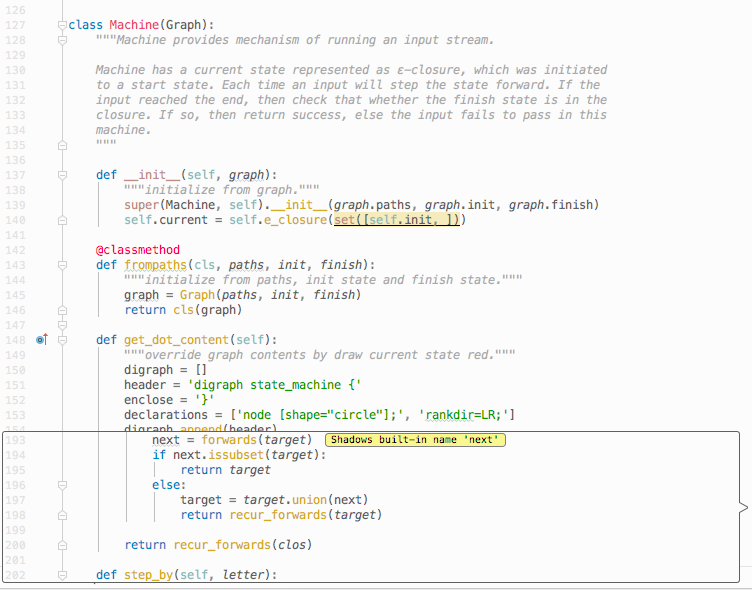 126
127 class Machine(Graph):
128 """Machine provides mechanism of running an input stream.
129
130 Machine has a current state represented as ε-closure, which was initiated
131 to a start state. Each time an input will step the state forward. If the
132 input reached the end, then check that whether the finish state is in the
133 closure. If so, then return success, else the input fails to pass in this
134 machine.
135 """
136
137 def __init__(self, graph):
138 """initialize from graph."""
139 super(Machine, self).__init__(graph.paths, graph.init, graph.finish)
140 self.current = self.e_closure(set([self.init, ]))
141
142 @classmethod
143 def frompaths(cls, paths, init, finish):
144 """initialize from paths, init state and finish state."""
145 graph = Graph(paths, init, finish)
146 return cls(graph)
147
148 def get_dot_content(self):
149 """override graph contents by draw current state red."""
150 digraph = []
151 header = 'digraph state_machine {'
152 enclose = '}'
153 declarations = ['node [shape="circle"];', 'rankdir=LR;']
154 digraph.append(header)
193 next = forwards(target) Shadows built-in name 'next'
194 if next.issubset(target):
195 return target
196 else:
197 target = target.union(next)
198 return recur_forwards(target)
199
200 return recur_forwards(clos)
201
202 def step_by(self, letter):